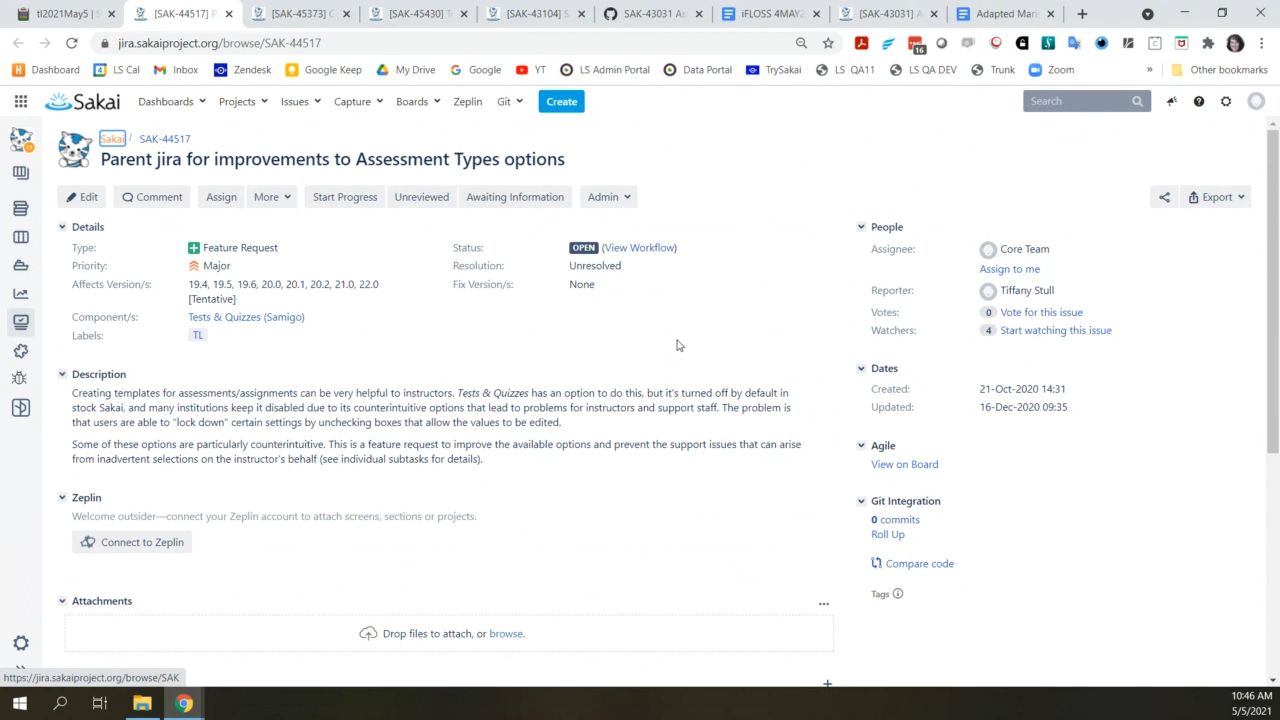 tl2021May5 | S
[SAK-44517] P
[SAK-45373] C
[SAK-45430] T
[SAK-43104] S
SAK-43031 As
iFLOSS 4MAY2
[SAK-43031] A
Adapted Mari
jira.sakaiproject.org/browse/SAK-44517
16
Dashboard
LS Cal
Inbox
Zendesk
Google Keep
My Drive
Google
YT
LS Admin Portal
Data Portal
TrySakai
LS QA11
LS QA DEV
Trunk
Zoom
»
Other bookmarks
Sakai
Dashboards
Projects
Issues
Capture
Boards
Zeplin
Git
Create
Search
Sakai / SAK-44517
Parent jira for improvements to Assessment Types options
Edit
Comment
Assign
More
Start Progress
Unreviewed
Awaiting Information
Admin
Export
Details
Type: Feature Request
Status: OPEN (View Workflow)
Priority: Major
Resolution: Unresolved
Affects Version/s: 19.4, 19.5, 19.6, 20.0, 20.1, 20.2, 21.0, 22.0
[Tentative]
Fix Version/s: None
Component/s: Tests & Quizzes (Samigo)
Labels: TL
Description
Creating templates for assessments/assignments can be very helpful to instructors. Tests & Quizzes has an option to do this, but it's turned off by default in
stock Sakai, and many institutions keep it disabled due to its counterintuitive options that lead to problems for instructors and support staff. The problem is
that users are able to "lock down" certain settings by unchecking boxes that allow the values to be edited.
Some of these options are particularly counterintuitive. This is a feature request to improve the available options and prevent the support issues that can arise
from inadvertent selections on the instructor's behalf (see individual subtasks for details).
Zeplin
Welcome outsider—connect your Zeplin account to attach screens, sections or projects.
Connect to Zeplin
Attachments
Drop files to attach, or browse.
People
Assignee: Core Team
Assign to me
Reporter: Tiffany Stull
Votes: 0 Vote for this issue
Watchers: 4 Start watching this issue
Dates
Created: 21-Oct-2020 14:31
Updated: 16-Dec-2020 09:35
Agile
View on Board
Git Integration
0 commits
Roll Up
Compare code
Tags
https://jira.sakaiproject.org/browse/SAK
10:46 AM
5/5/2021